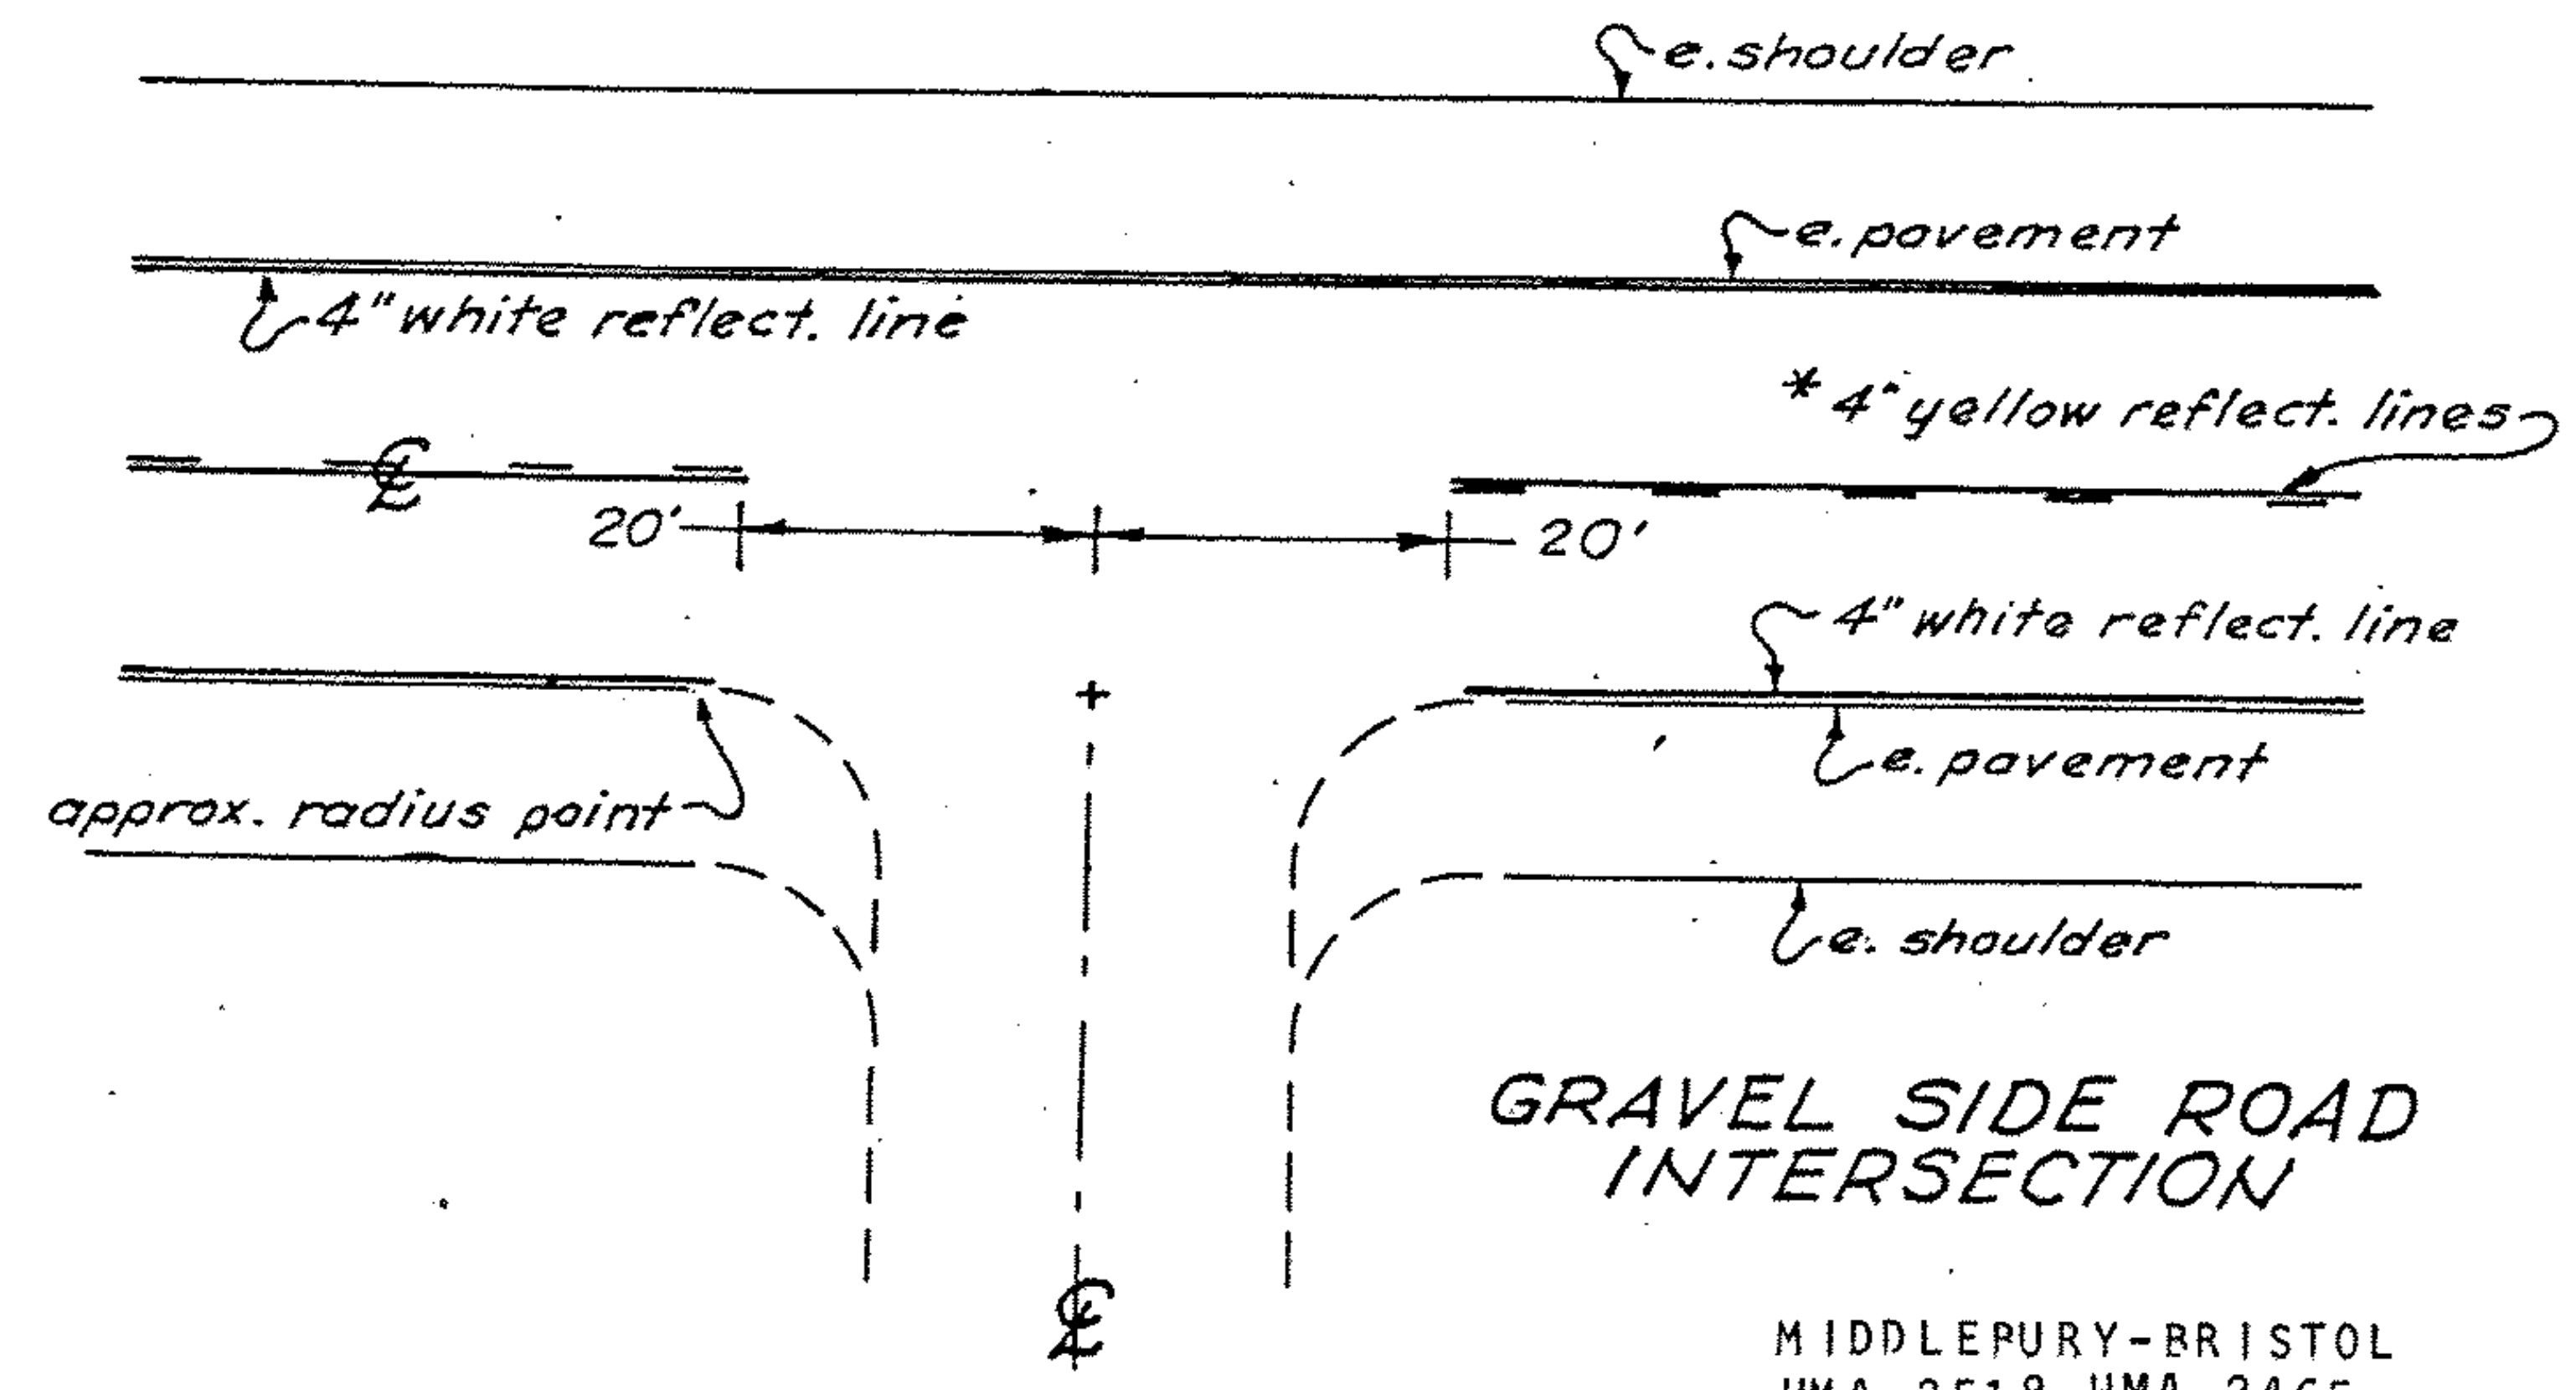 e. shoulder
e. pavement
4" white reflect. line
* 4" yellow reflect. lines
℄
20'
20'
4" white reflect. line
e. pavement
approx. radius point
e. shoulder
GRAVEL SIDE ROAD
INTERSECTION
℄
MIDDLEBURY-BRISTOL